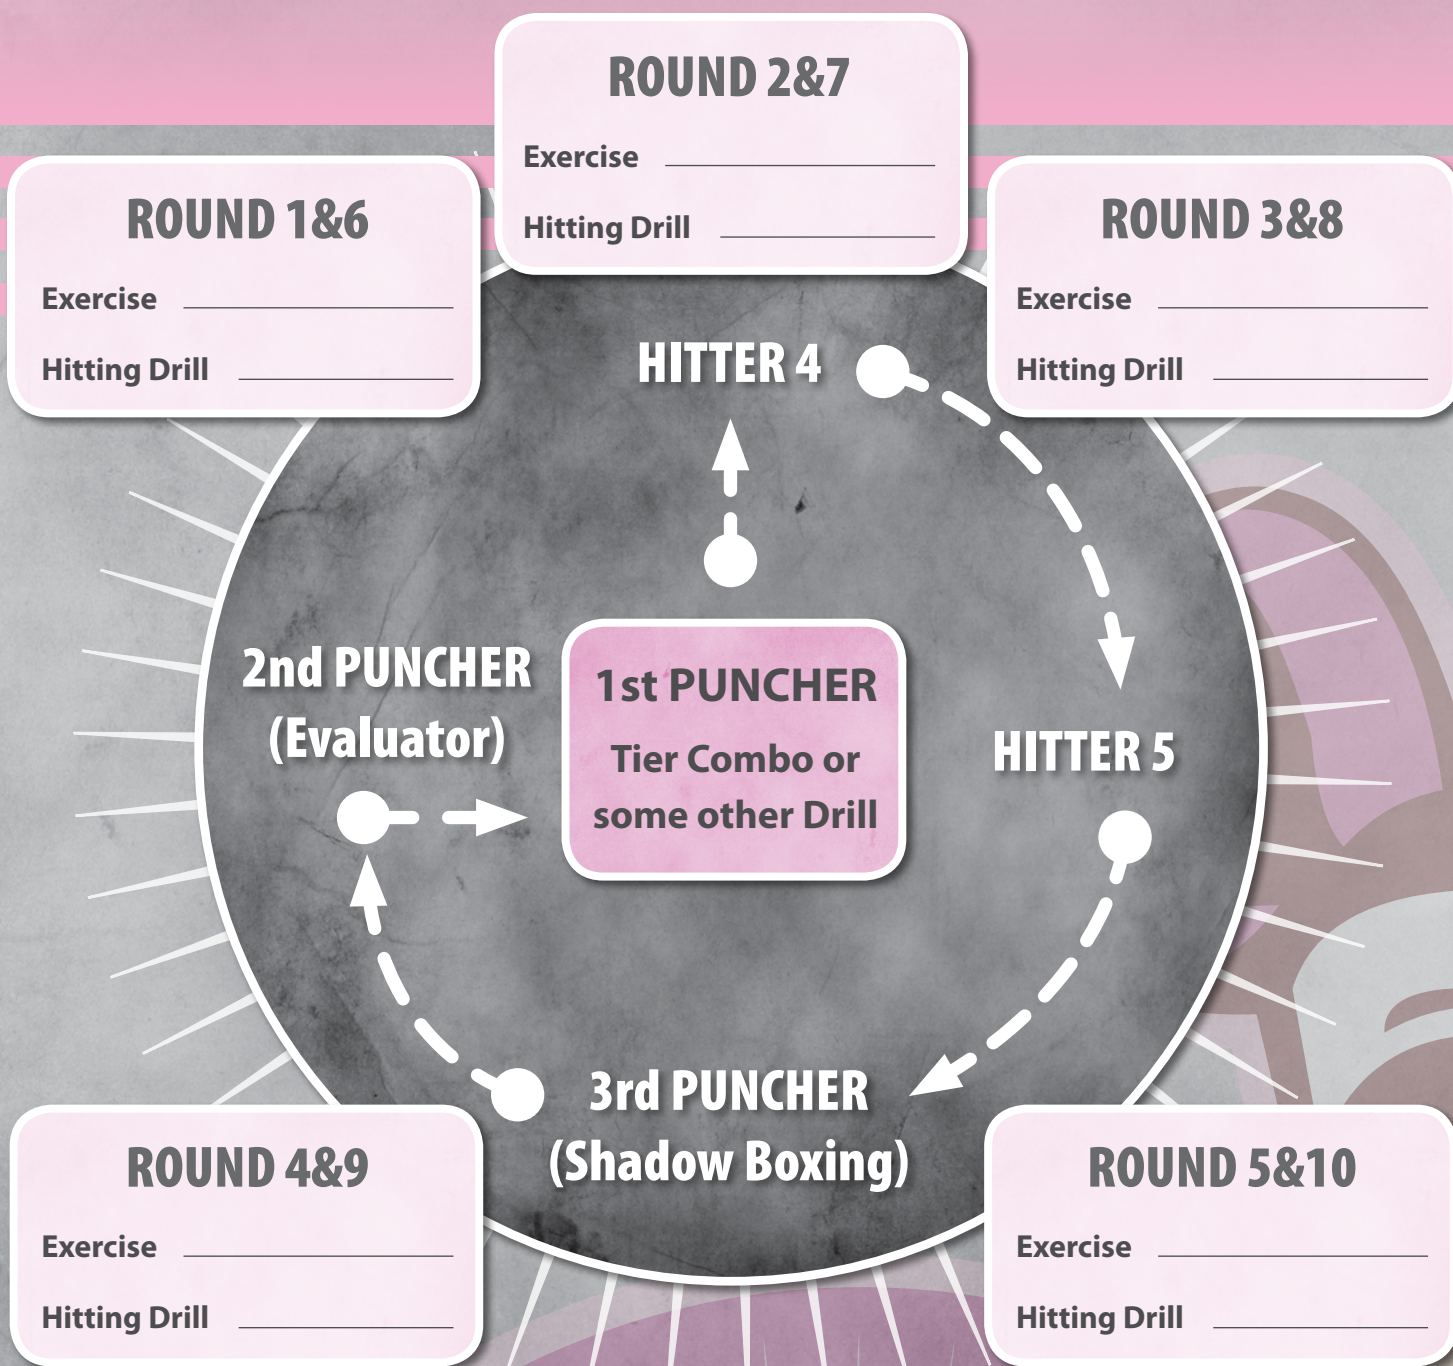 ROUND 2&7
Exercise
Hitting Drill
ROUND 1&6
Exercise
Hitting Drill
ROUND 3&8
Exercise
Hitting Drill
HITTER 4
2nd PUNCHER
(Evaluator)
1st PUNCHER
Tier Combo or
some other Drill
HITTER 5
3rd PUNCHER
(Shadow Boxing)
ROUND 4&9
Exercise
Hitting Drill
ROUND 5&10
Exercise
Hitting Drill